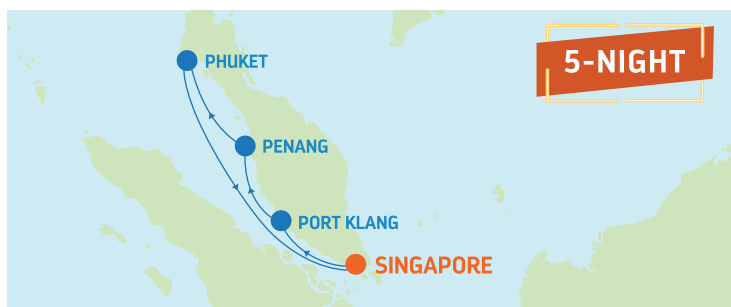 5-NIGHT
PHUKET
PENANG
PORT KLANG
SINGAPORE